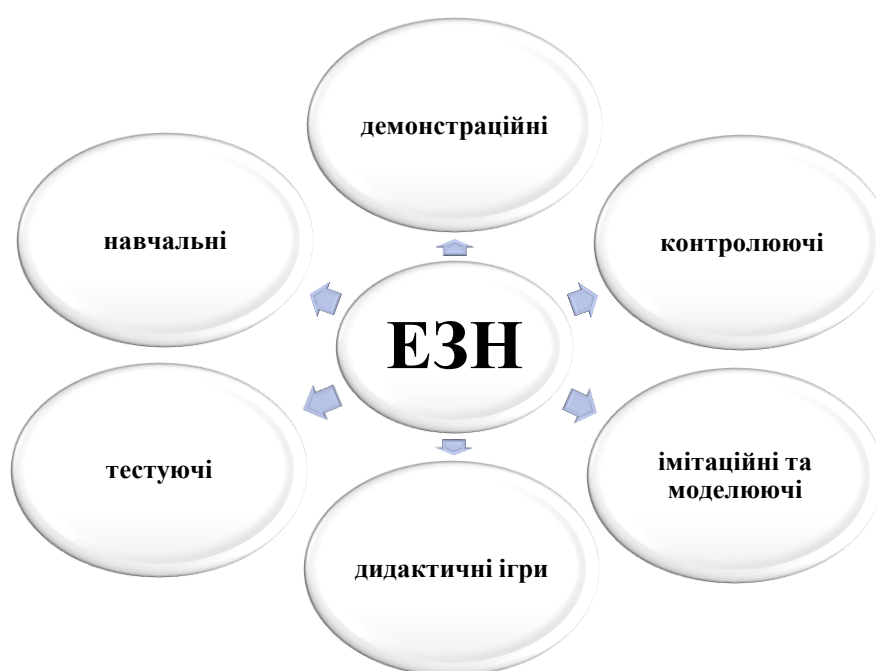 демонстраційні
навчальні
контролюючі
ЕЗН
тестуючі
імітаційні та
моделюючі
дидактичні ігри